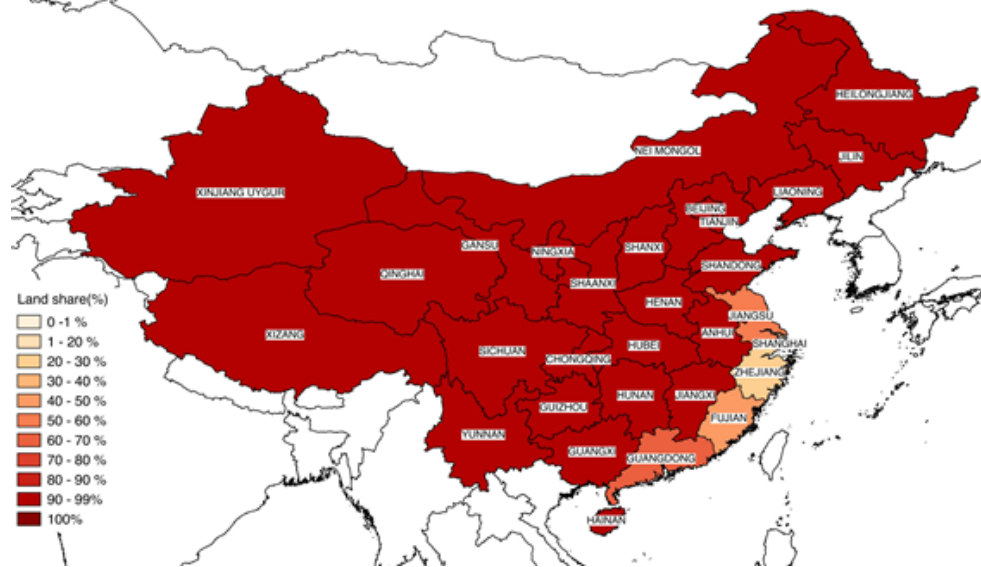 HEILONGJIANG
NEI MONGOL
JILIN
XINJIANG UYGUR
LIAONING
BEIJING
TIANJIN
GANSU
NINGXIA
SHANXI
SHANDONG
QINGHAI
SHAANXI
HENAN
JIANGSU
XIZANG
ANHUI
SHANGHAI
SICHUAN
CHONGQING
HUBEI
ZHEJIANG
GUIZHOU
HUNAN
JIANGXI
FUJIAN
YUNNAN
GUANGXI
GUANGDONG
HAINAN
Land share(%)
0 -1 %
1 - 20 %
20 - 30 %
30 - 40 %
40 - 50 %
50 - 60 %
60 - 70 %
70 - 80 %
80 - 90 %
90 - 99%
100%